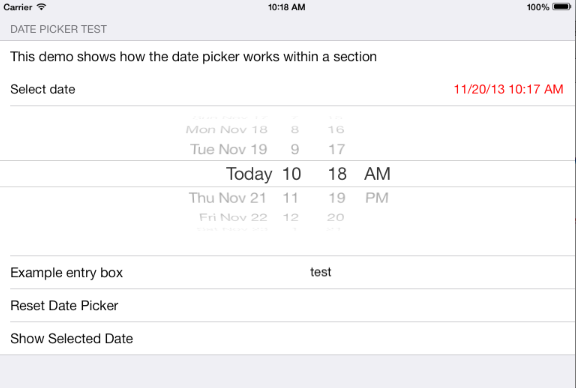 Carrier 10:18 AM 100%
DATE PICKER TEST
This demo shows how the date picker works within a section
Select date 11/20/13 10:17 AM
Mon Nov 18 8 16
Tue Nov 19 9 17
Today 10 18 AM
Thu Nov 21 11 19 PM
Fri Nov 22 12 20
Example entry box test
Reset Date Picker
Show Selected Date